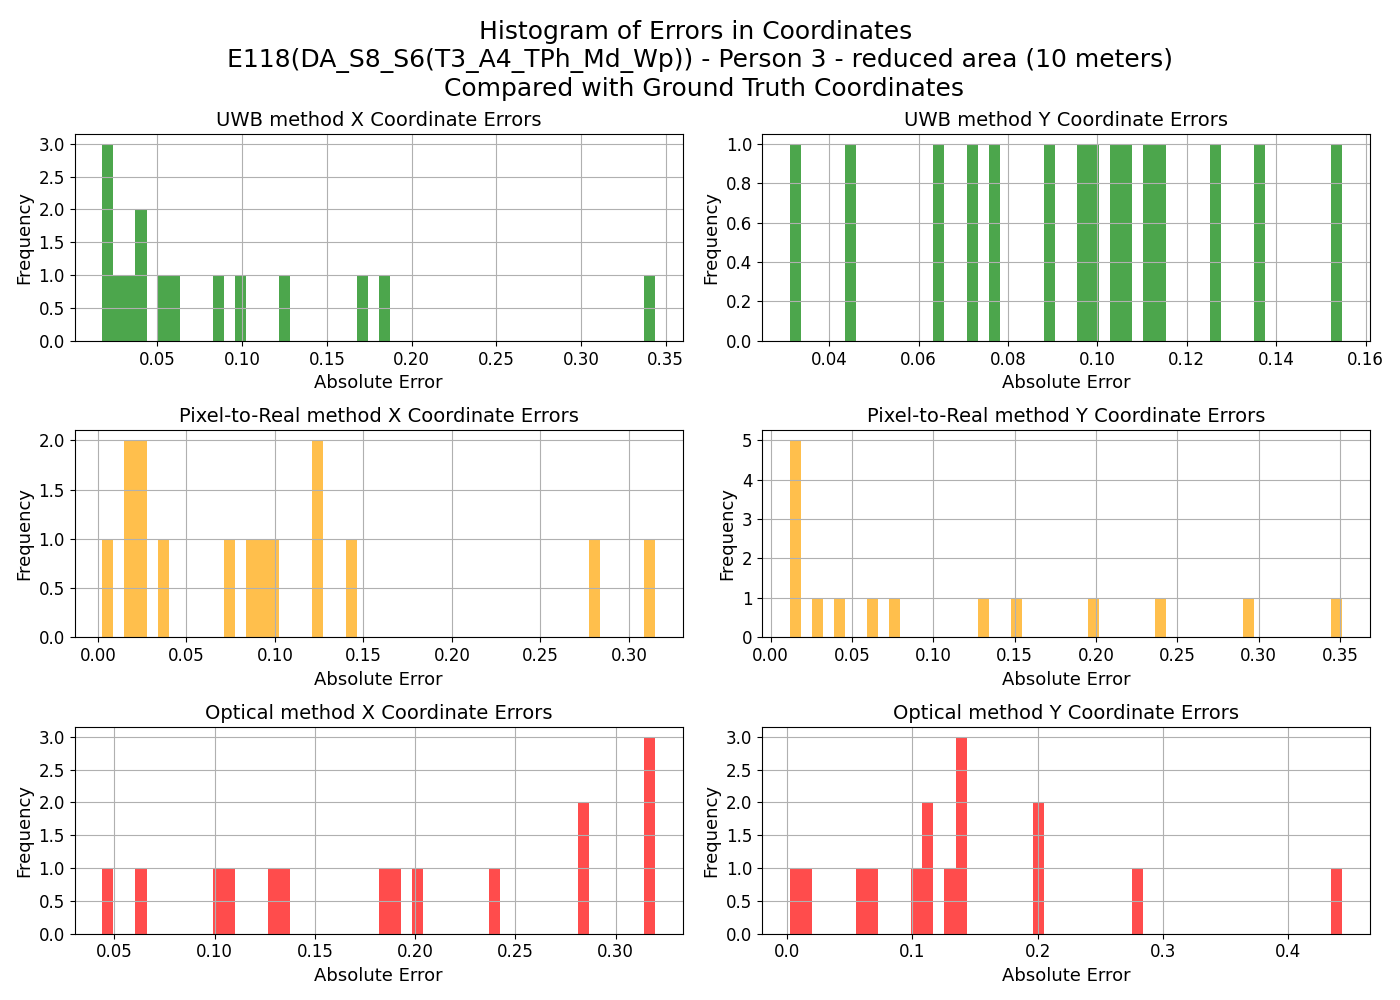 Histogram of Errors in Coordinates
E118(DA_S8_S6(T3_A4_TPh_Md_Wp)) - Person 3 - reduced area (10 meters)
Compared with Ground Truth Coordinates
UWB method X Coordinate Errors
Frequency
3.0
2.5
2.0
1.5
1.0
0.5
0.0
0.05 0.10 0.15 0.20 0.25 0.30 0.35
Absolute Error
UWB method Y Coordinate Errors
Frequency
1.0
0.8
0.6
0.4
0.2
0.0
0.04 0.06 0.08 0.10 0.12 0.14 0.16
Absolute Error
Pixel-to-Real method X Coordinate Errors
Frequency
2.0
1.5
1.0
0.5
0.0
0.00 0.05 0.10 0.15 0.20 0.25 0.30
Absolute Error
Pixel-to-Real method Y Coordinate Errors
Frequency
5
4
3
2
1
0
0.00 0.05 0.10 0.15 0.20 0.25 0.30 0.35
Absolute Error
Optical method X Coordinate Errors
Frequency
3.0
2.5
2.0
1.5
1.0
0.5
0.0
0.05 0.10 0.15 0.20 0.25 0.30
Absolute Error
Optical method Y Coordinate Errors
Frequency
3.0
2.5
2.0
1.5
1.0
0.5
0.0
0.0 0.1 0.2 0.3 0.4
Absolute Error